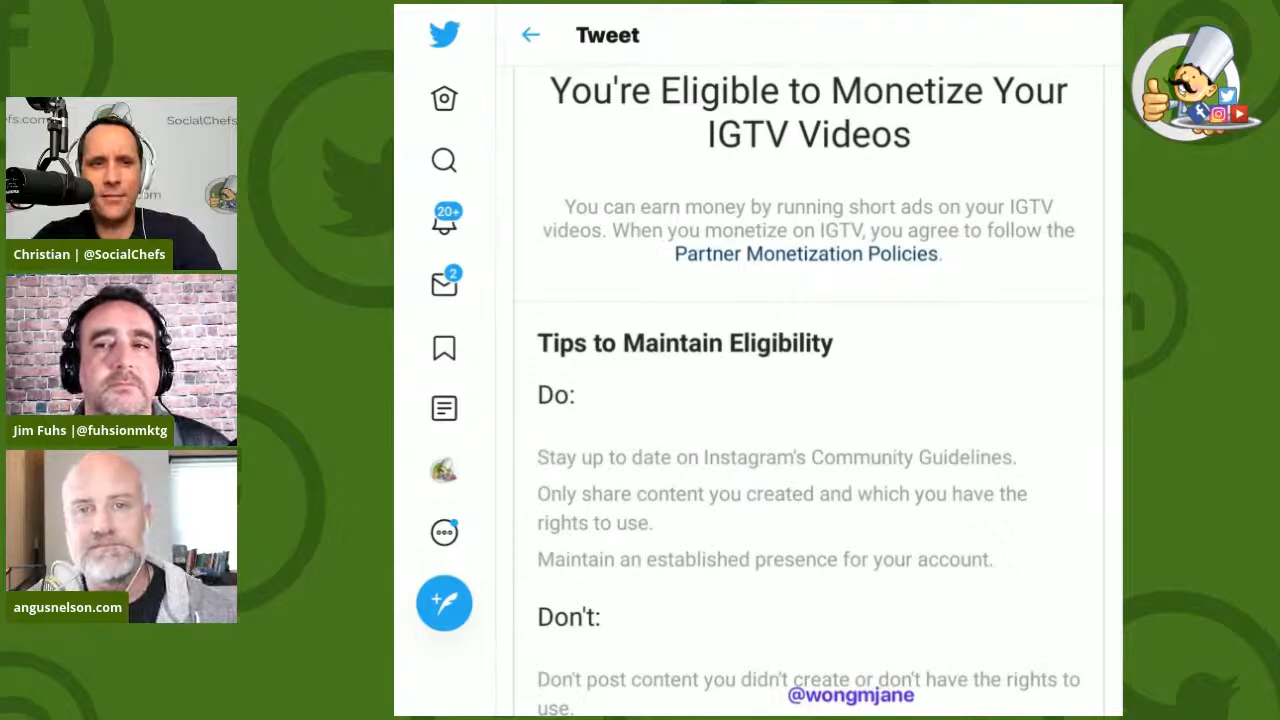 Tweet
You're Eligible to Monetize Your
IGTV Videos
You can earn money by running short ads on your IGTV
videos. When you monetize on IGTV, you agree to follow the
Partner Monetization Policies.
Tips to Maintain Eligibility
Do:
Stay up to date on Instagram's Community Guidelines.
Only share content you created and which you have the
rights to use.
Maintain an established presence for your account.
Don't:
Don't post content you didn't create or don't have the rights to
use.
@wongmjane
20+
2
efs.com
SocialChefs
om
Christian | @SocialChefs
Jim Fuhs |@fuhsionmktg
angusnelson.com